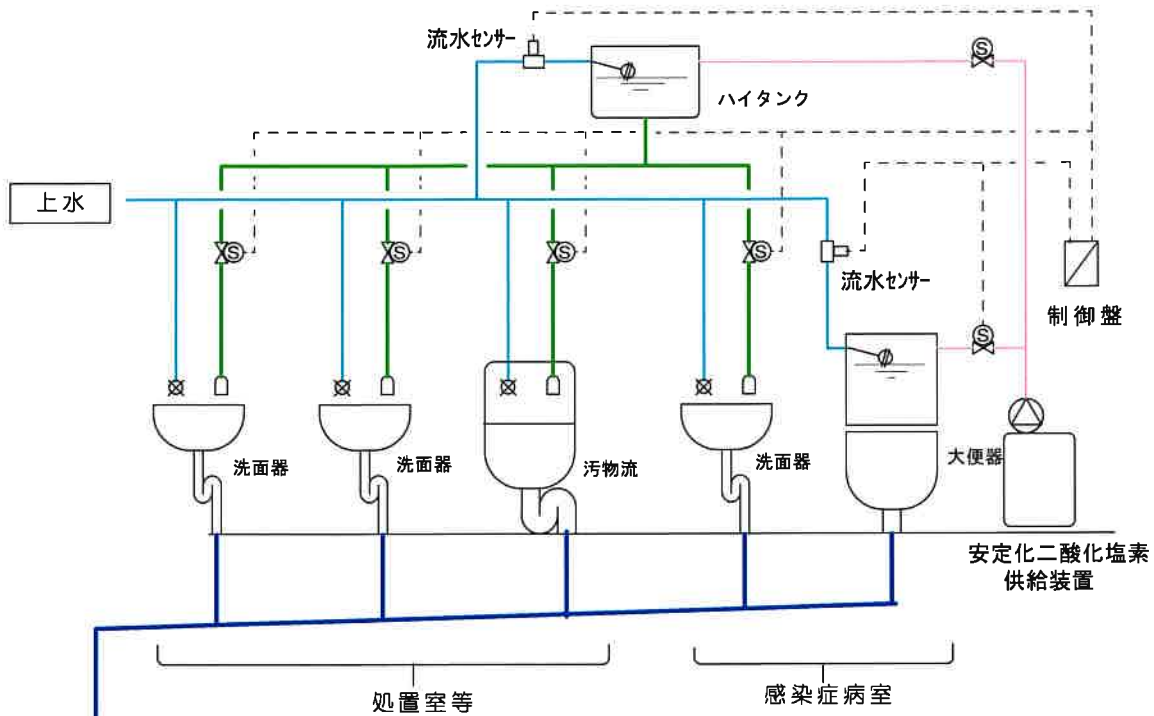 流水センサー
S
ハイタンク
上水
S
S
S
S
流水センサー
制御盤
S
洗面器
洗面器
汚物流
洗面器
大便器
安定化二酸化塩素
供給装置
処置室等
感染症病室